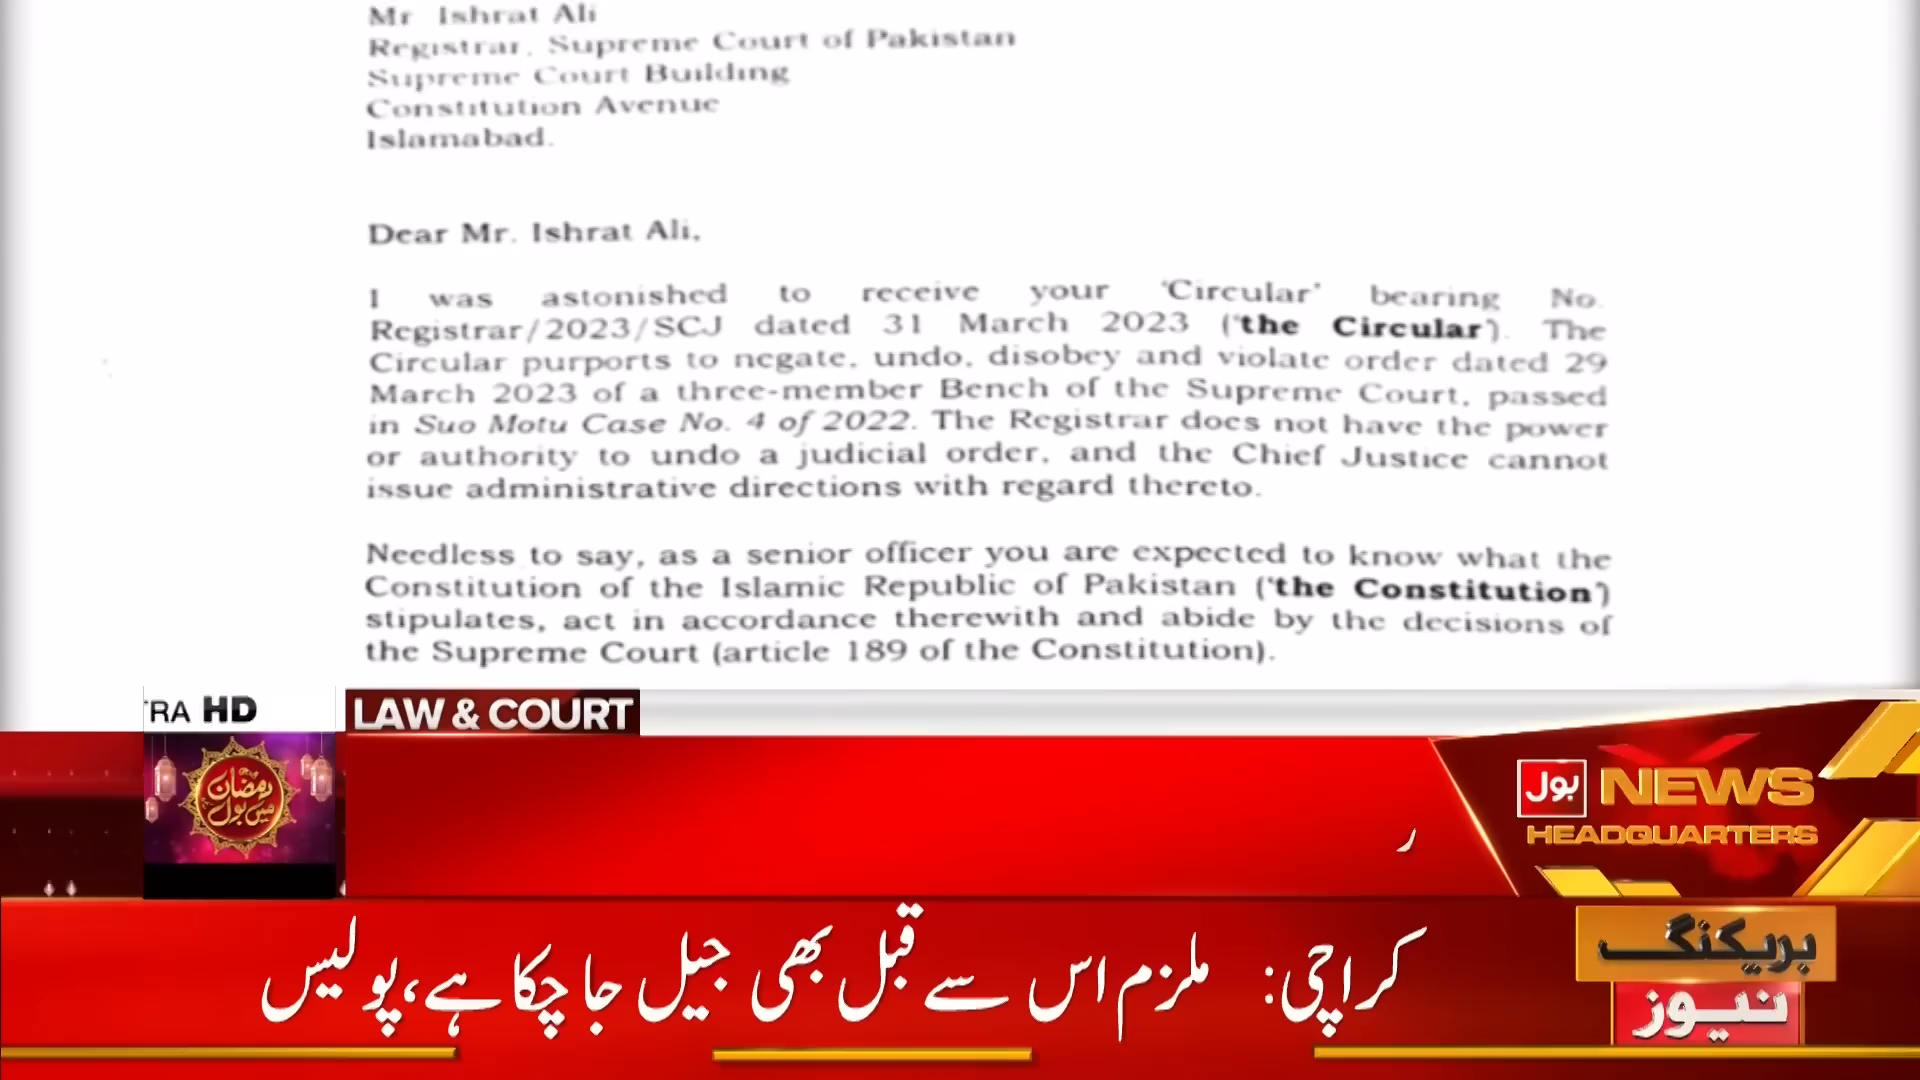 Mr Ishrat Ali
Registrar, Supreme Court of Pakistan
Supreme Court Building
Constitution Avenue
Islamabad.
Dear Mr. Ishrat Ali,
I was astonished to receive your 'Circular' bearing No.
Registrar/2023/SCJ dated 31 March 2023 ('the Circular'). The
Circular purports to negate, undo, disobey and violate order dated 29
March 2023 of a three-member Bench of the Supreme Court, passed
in Suo Motu Case No. 4 of 2022. The Registrar does not have the power
or authority to undo a judicial order, and the Chief Justice cannot
issue administrative directions with regard thereto.
Needless to say, as a senior officer you are expected to know what the
Constitution of the Islamic Republic of Pakistan ('the Constitution')
stipulates, act in accordance therewith and abide by the decisions of
the Supreme Court (article 189 of the Constitution).
TRA HD
LAW & COURT
رمضان
میں بول
ر
بول NEWS
HEADQUARTERS
کراچی: ملزم اس سے قبل بھی جیل جا چکا ہے، پولیس
بریکنگ
نیوز